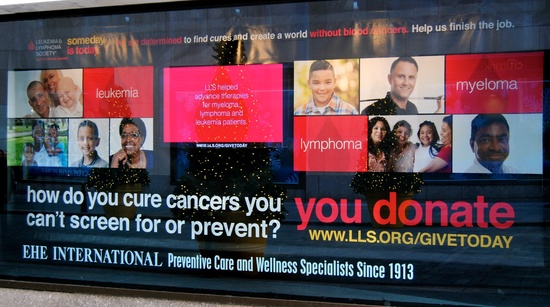 LEUKEMIA &
LYMPHOMA
SOCIETY
someday
is today
are determined to find cures and create a world without blood cancers. Help us finish the job.
leukemia
LLS helped
advance therapies
for myeloma,
lymphoma and
leukemia patients.
WWW.LLS.ORG/GIVETODAY
lymphoma
myeloma
how do you cure cancers you
can't screen for or prevent?
you donate
WWW.LLS.ORG/GIVETODAY
EHE INTERNATIONAL Preventive Care and Wellness Specialists Since 1913